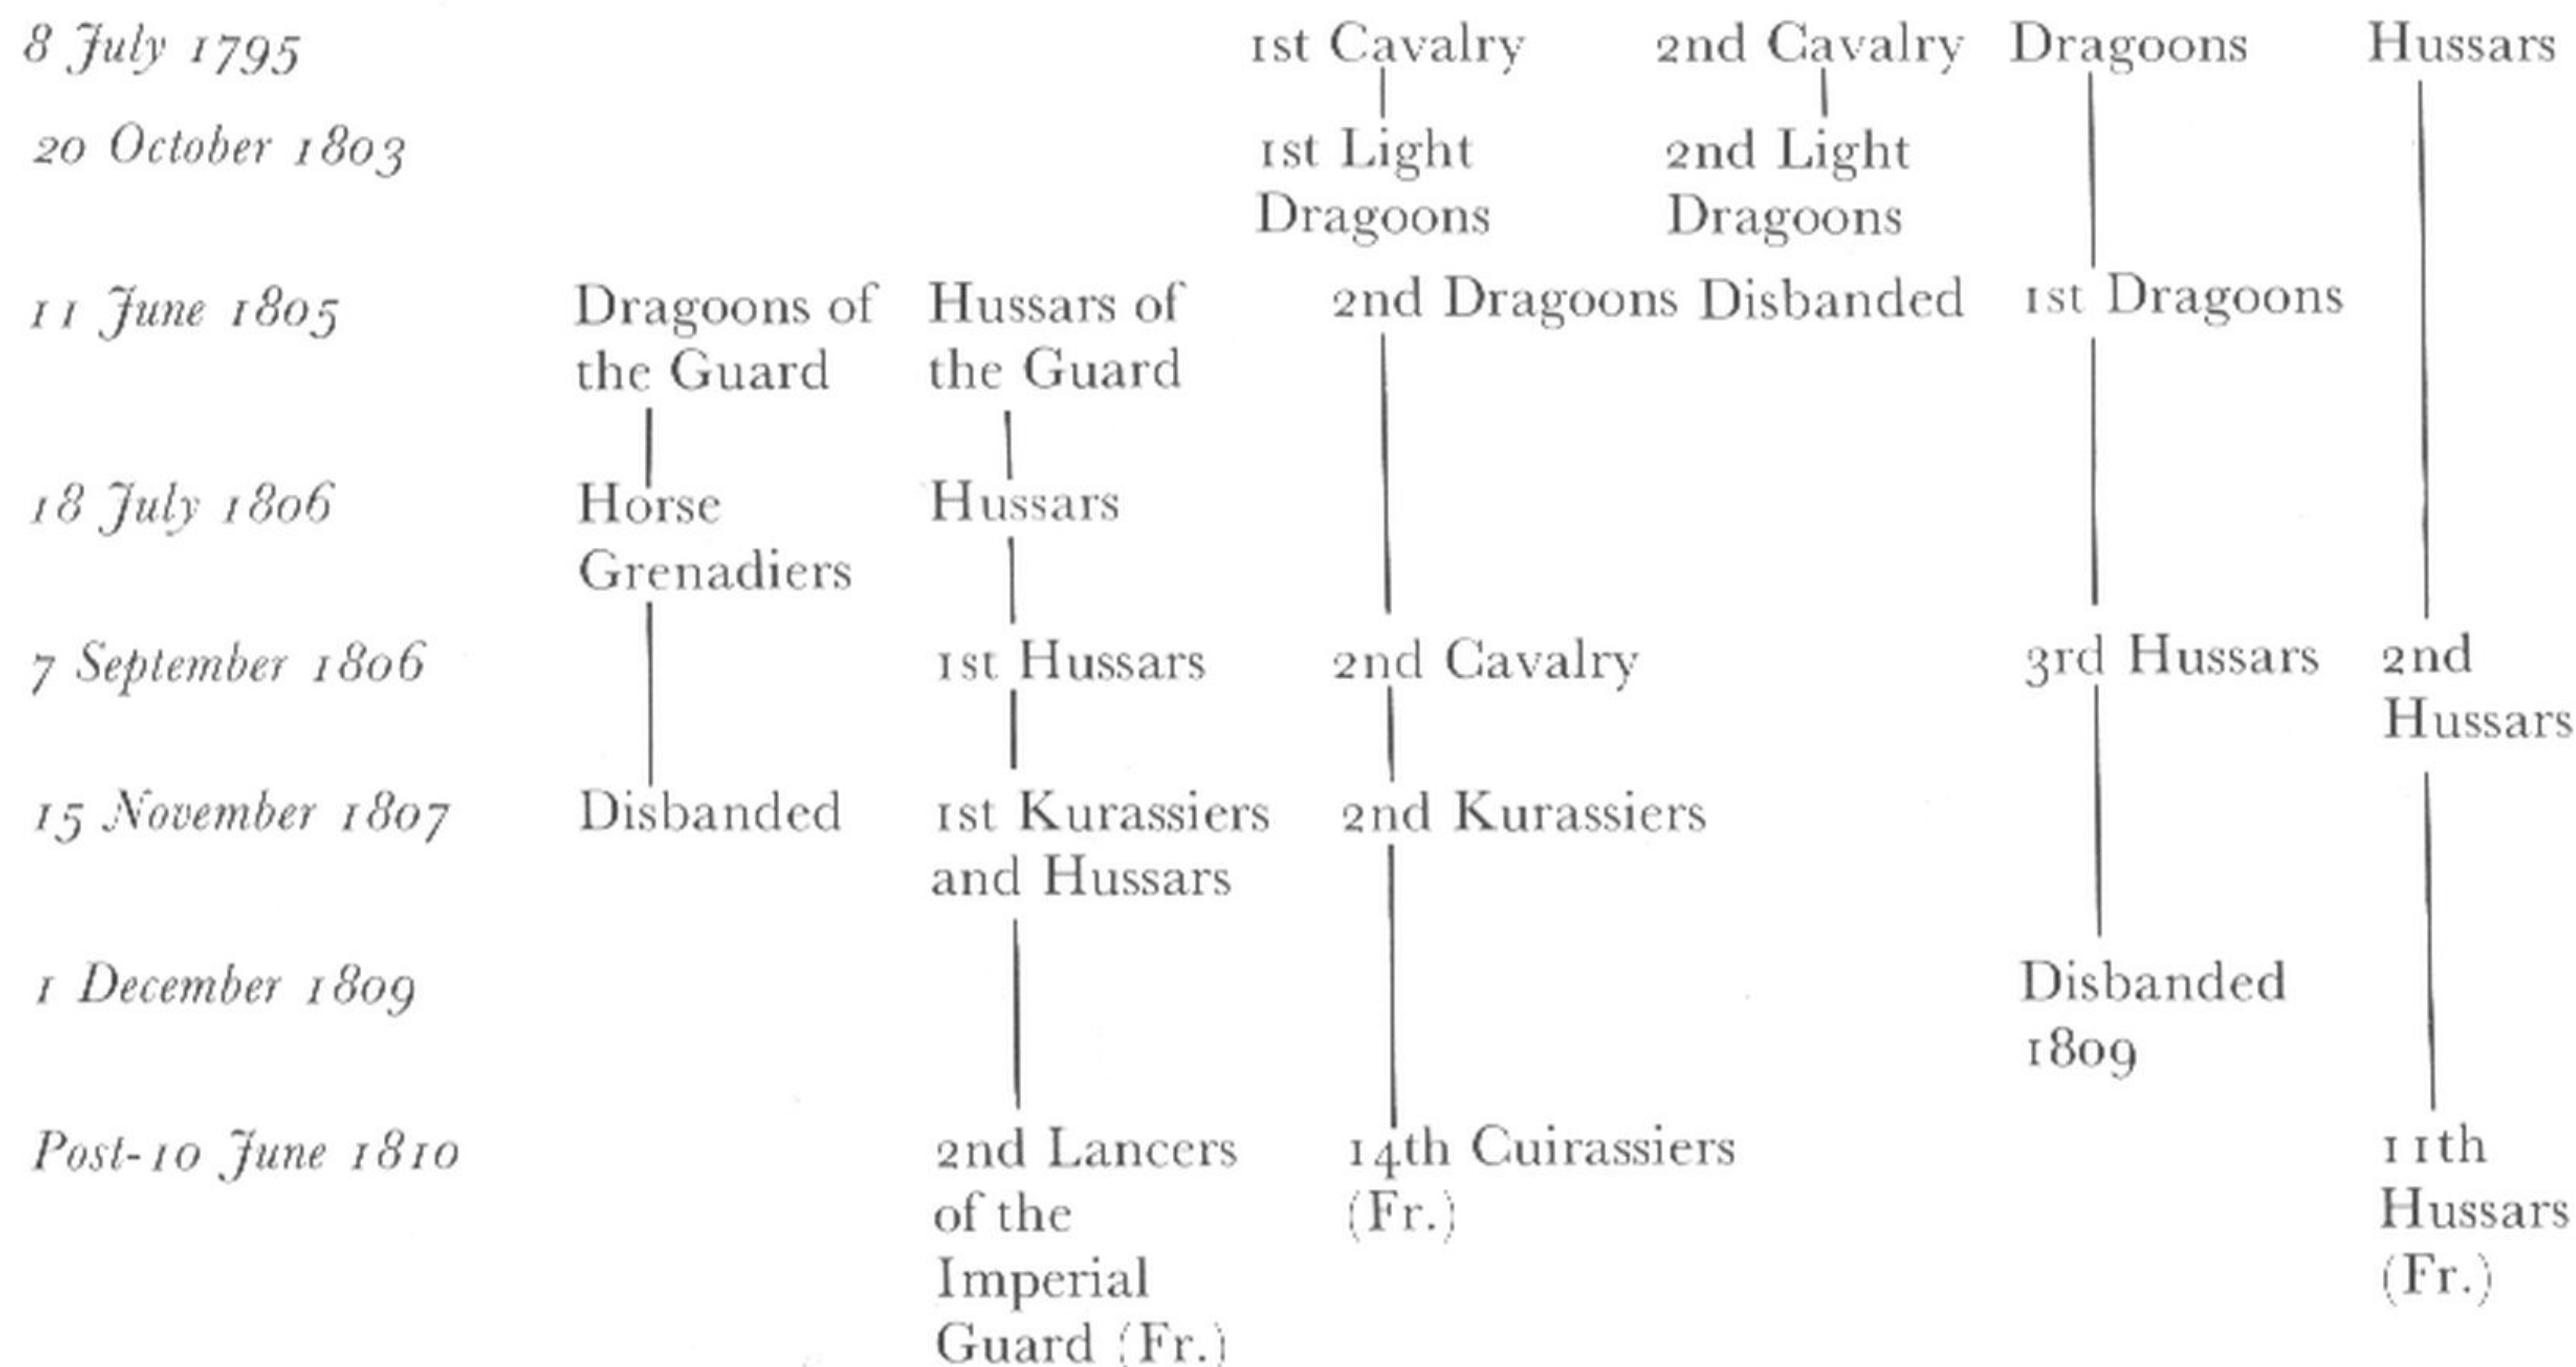 8 July 1795 1st Cavalry 2nd Cavalry Dragoons Hussars
20 October 1803 1st Light 2nd Light
Dragoons Dragoons
11 June 1805 Dragoons of Hussars of 2nd Dragoons Disbanded 1st Dragoons
the Guard the Guard
18 July 1806 Horse Hussars
Grenadiers
7 September 1806 1st Hussars 2nd Cavalry 3rd Hussars 2nd
Hussars
15 November 1807 Disbanded 1st Kurassiers 2nd Kurassiers
and Hussars
1 December 1809 Disbanded
1809
Post-10 June 1810 2nd Lancers 14th Cuirassiers 11th
of the (Fr.) Hussars
Imperial (Fr.)
Guard (Fr.)